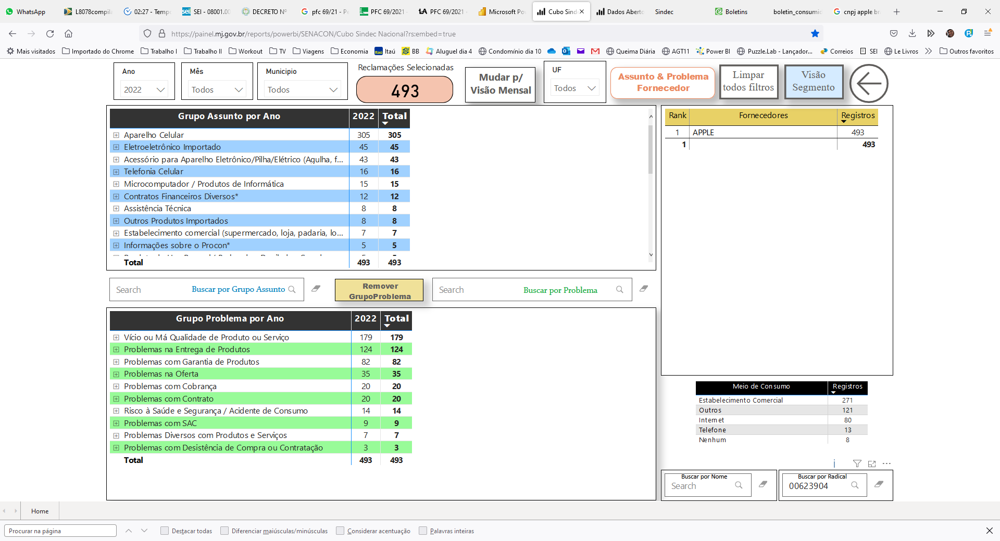 WhatsApp
L8078compila
02:27 - Tempo
SEI - 08001.00
DECRETO Nº
pfc 69/21 - Pe
PFC 69/2021 -
PFC 69/2021 -
Microsoft Po
Cubo Sind
Dados Aberto
Sindec
Boletins
boletin_consumid
cnpj apple br
https://painel.mj.gov.br/reports/powerbi/SENACON/Cubo Sindec Nacional?rs:embed=true
Mais visitados
Importado do Chrome
Trabalho I
Trabalho II
Workout
TV
Viagens
Economia
Itaú
BB
Aluguel dia 4
Condomínio dia 10
Queima Diária
AGT11
Power BI
Puzzle.Lab - Lançador...
Correios
SEI
Le Livros
Outros favoritos
Ano
2022
Mês
Todos
Municipio
Todos
Reclamações Selecionadas
493
Mudar p/
Visão Mensal
UF
Todos
Assunto & Problema
Fornecedor
Limpar
todos filtros
Visão
Segmento
Grupo Assunto por Ano 2022 Total
Aparelho Celular 305 305
Eletroeletrônico Importado 45 45
Acessório para Aparelho Eletrônico/Pilha/Elétrico (Agulha, f... 43 43
Telefonia Celular 16 16
Microcomputador / Produtos de Informática 15 15
Contratos Financeiros Diversos* 12 12
Assistência Técnica 8 8
Outros Produtos Importados 8 8
Estabelecimento comercial (supermercado, loja, padaria, lo... 7 7
Informações sobre o Procon* 5 5
Total 493 493
Rank Fornecedores Registros
1 APPLE 493
1 493
Search Buscar por Grupo Assunto
Remover
GrupoProblema
Search Buscar por Problema
Grupo Problema por Ano 2022 Total
Vício ou Má Qualidade de Produto ou Serviço 179 179
Problemas na Entrega de Produtos 124 124
Problemas com Garantia de Produtos 82 82
Problemas na Oferta 35 35
Problemas com Cobrança 20 20
Problemas com Contrato 20 20
Risco à Saúde e Segurança / Acidente de Consumo 14 14
Problemas com SAC 9 9
Problemas Diversos com Produtos e Serviços 7 7
Problemas com Desistência de Compra ou Contratação 3 3
Total 493 493
Meio de Consumo Registros
Estabelecimento Comercial 271
Outros 121
Internet 80
Telefone 13
Nenhum 8
Buscar por Nome
Search
Buscar por Radical
00623904
Home
Procurar na página
Destacar todas
Diferenciar maiúsculas/minúsculas
Considerar acentuação
Palavras inteiras